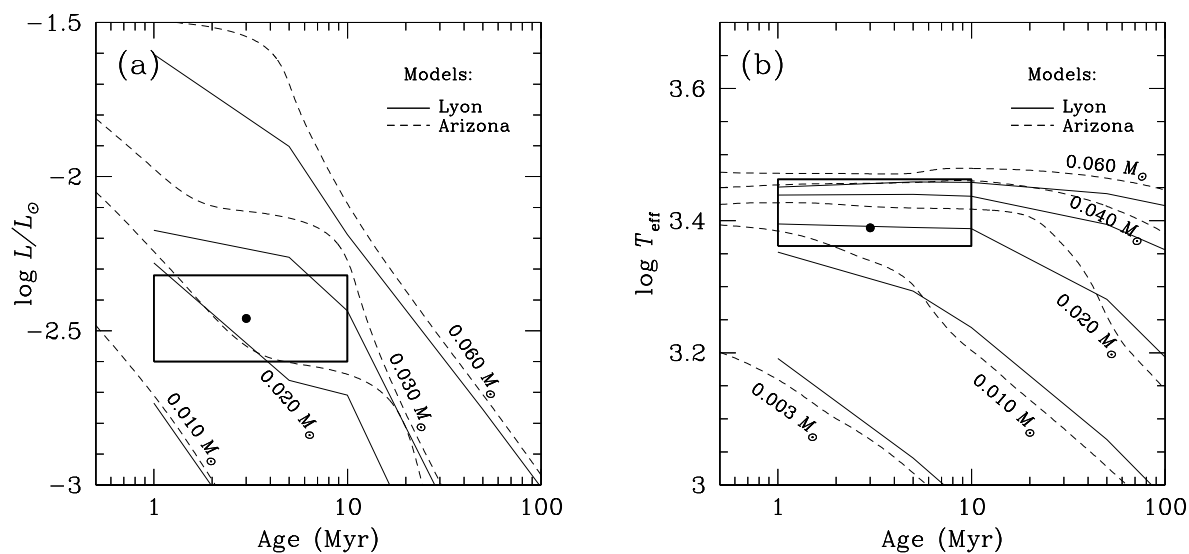 (a)
Models:
Lyon
Arizona
−1.5
−2
−2.5
−3
log L/L⊙
0.060 M⊙
0.030 M⊙
0.020 M⊙
0.010 M⊙
1
10
100
Age (Myr)
(b)
Models:
Lyon
Arizona
3.6
3.4
3.2
3
log Teff
0.060 M⊙
0.040 M⊙
0.020 M⊙
0.010 M⊙
0.003 M⊙
1
10
100
Age (Myr)